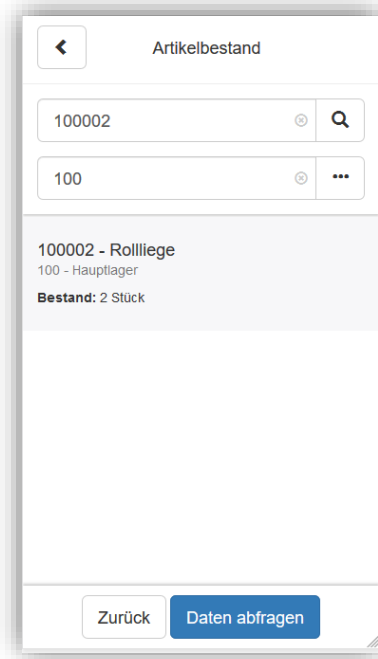 Artikelbestand
100002
100
100002 - Rollliege
100 - Hauptlager
Bestand: 2 Stück
Zurück
Daten abfragen